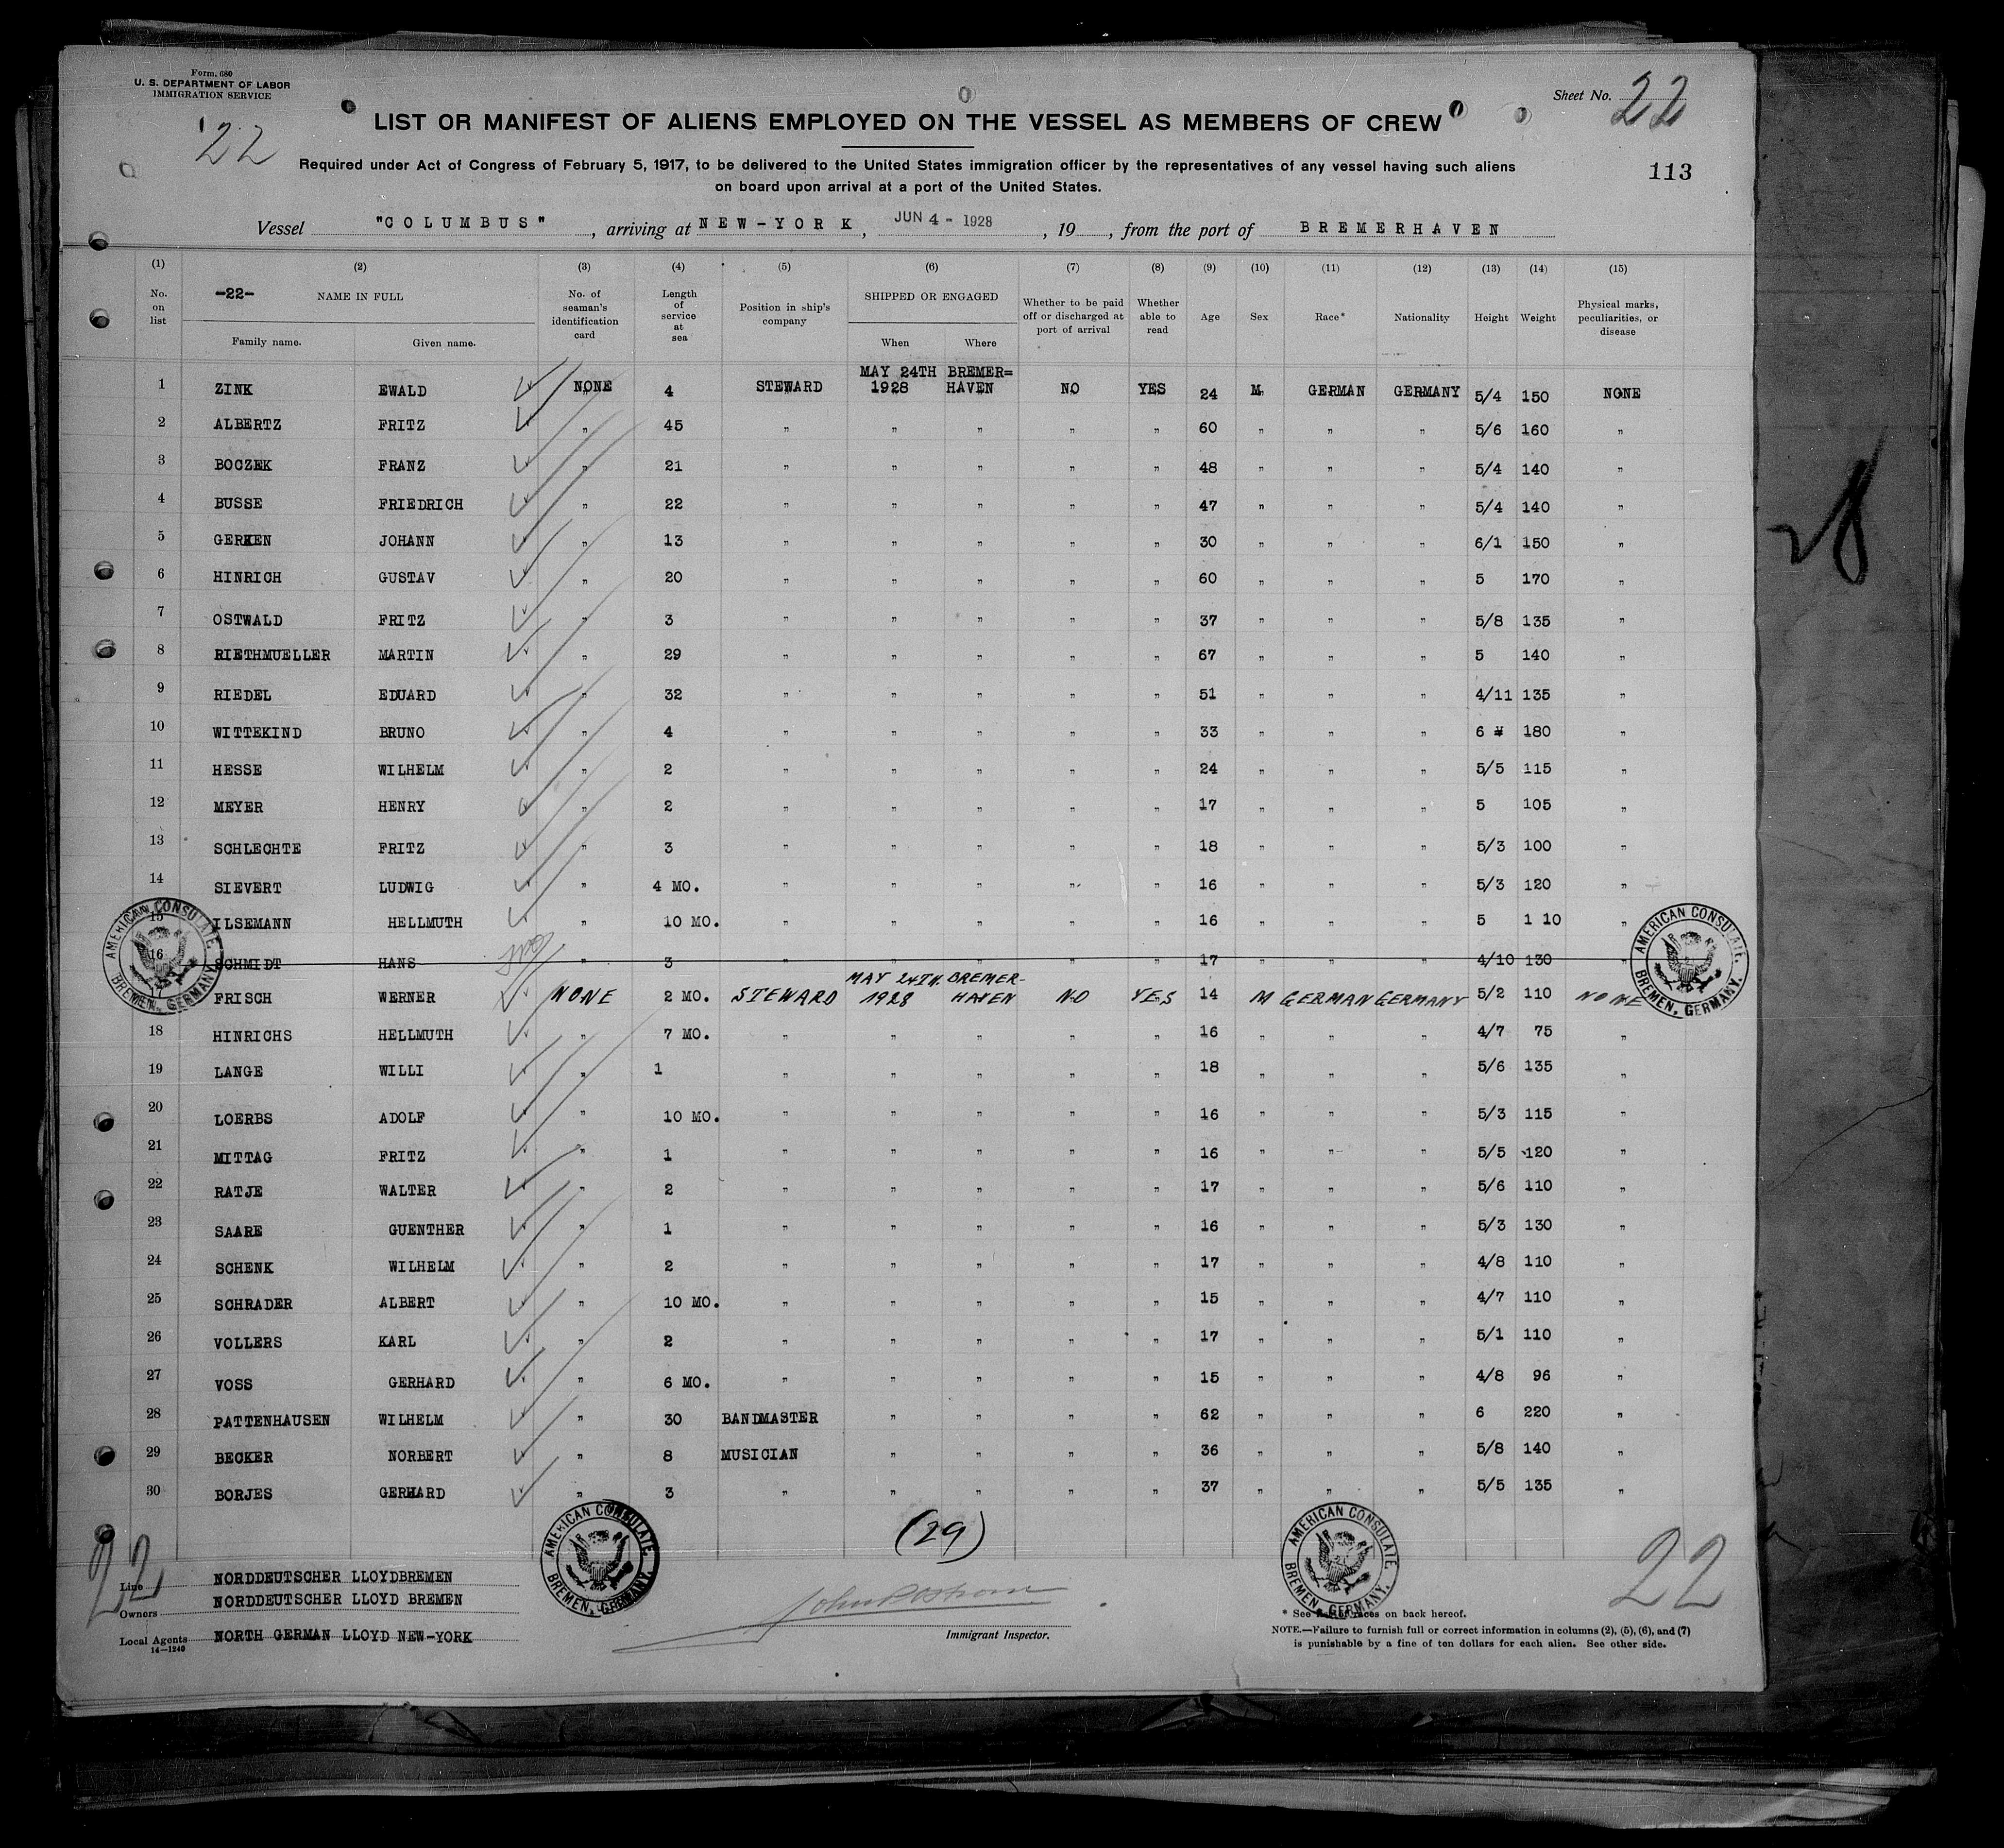 Form. 680
U. S. DEPARTMENT OF LABOR
IMMIGRATION SERVICE
Sheet No. 22
'22
LIST OR MANIFEST OF ALIENS EMPLOYED ON THE VESSEL AS MEMBERS OF CREW
Required under Act of Congress of February 5, 1917, to be delivered to the United States immigration officer by the representatives of any vessel having such aliens
on board upon arrival at a port of the United States.
113
Vessel "COLUMBUS", arriving at NEW-YORK, JUN 4 - 1928, 19, from the port of BREMERHAVEN
(1) (2) (3) (4) (5) (6) (7) (8) (9) (10) (11) (12) (13) (14) (15)
No. on list -22- NAME IN FULL Family name. Given name. No. of seaman's identification card Length of service at sea Position in ship's company SHIPPED OR ENGAGED When Where Whether to be paid off or discharged at port of arrival Whether able to read Age Sex Race* Nationality Height Weight Physical marks, peculiarities, or disease
1 ZINK EWALD NONE 4 STEWARD MAY 24TH 1928 BREMER=HAVEN NO YES 24 M GERMAN GERMANY 5/4 150 NONE
2 ALBERTZ FRITZ " 45 " " " " " 60 " " " 5/6 160 "
3 BOCZEK FRANZ " 21 " " " " " 48 " " " 5/4 140 "
4 BUSSE FRIEDRICH " 22 " " " " " 47 " " " 5/4 140 "
5 GERKEN JOHANN " 13 " " " " " 30 " " " 6/1 150 "
6 HINRICH GUSTAV " 20 " " " " " 60 " " " 5 170 "
7 OSTWALD FRITZ " 3 " " " " " 37 " " " 5/8 135 "
8 RIETHMUELLER MARTIN " 29 " " " " " 67 " " " 5 140 "
9 RIEDEL EDUARD " 32 " " " " " 51 " " " 4/11 135 "
10 WITTEKIND BRUNO " 4 " " " " " 33 " " " 6 180 "
11 HESSE WILHELM " 2 " " " " " 24 " " " 5/5 115 "
12 MEYER HENRY " 2 " " " " " 17 " " " 5 105 "
13 SCHLECHTE FRITZ " 3 " " " " " 18 " " " 5/3 100 "
14 SIEVERT LUDWIG " 4 MO. " " " " " 16 " " " 5/3 120 "
15 ILSEMANN HELLMUTH " 10 MO. " " " " " 16 " " " 5 1 10 "
16 SCHMIDT HANS " 3 17 4/10 130 "
17 FRISCH WERNER NONE 2 MO. STEWARD MAY 24TH. 1928 BREMER-HAVEN NO YES 14 M GERMAN GERMANY 5/2 110 NONE
18 HINRICHS HELLMUTH " 7 MO. " " " " " 16 " " " 4/7 75 "
19 LANGE WILLI " 1 " " " " " 18 " " " 5/6 135 "
20 LOERBS ADOLF " 10 MO. " " " " " 16 " " " 5/3 115 "
21 MITTAG FRITZ " 1 " " " " " 16 " " " 5/5 120 "
22 RATJE WALTER " 2 " " " " " 17 " " " 5/6 110 "
23 SAARE GUENTHER " 1 " " " " " 16 " " " 5/3 130 "
24 SCHENK WILHELM " 2 " " " " " 17 " " " 4/8 110 "
25 SCHRADER ALBERT " 10 MO. " " " " " 15 " " " 4/7 110 "
26 VOLLERS KARL " 2 " " " " " 17 " " " 5/1 110 "
27 VOSS GERHARD " 6 MO. " " " " " 15 " " " 4/8 96 "
28 PATTENHAUSEN WILHELM " 30 BANDMASTER " " " " 62 " " " 6 220 "
29 BECKER NORBERT " 8 MUSICIAN " " " " 36 " " " 5/8 140 "
30 BORJES GERHARD " 3 " " " " " 37 " " " 5/5 135 "
AMERICAN CONSULATE. BREMEN, GERMANY.
AMERICAN CONSULATE. BREMEN, GERMANY.
AMERICAN CONSULATE. BREMEN, GERMANY.
AMERICAN CONSULATE. BREMEN, GERMANY.
(29)
22
22
Line NORDDEUTSCHER LLOYDBREMEN
Owners NORDDEUTSCHER LLOYD BREMEN
Local Agents NORTH GERMAN LLOYD NEW-YORK
14—1240
Immigrant Inspector.
* See list of races on back hereof.
NOTE.—Failure to furnish full or correct information in columns (2), (5), (6), and (7)
is punishable by a fine of ten dollars for each alien. See other side.